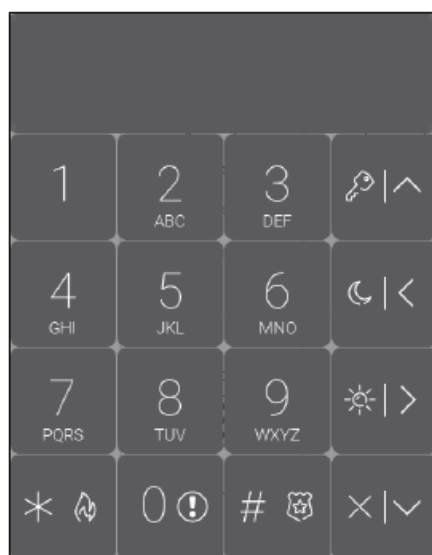 1 2 3
ABC DEF
4 5 6
GHI JKL MNO
7 8 9
PQRS TUV WXYZ
* 0 #